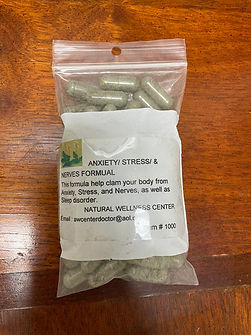 ANXIETY/ STRESS/ &
NERVES FORMUAL
This formula help clam your body from
Anxiety, Stress, and Nerves, as well as
Sleep disorder.
NATURAL WELLNESS CENTER
Email : awcenterdoctor@aol.c
m # 1000